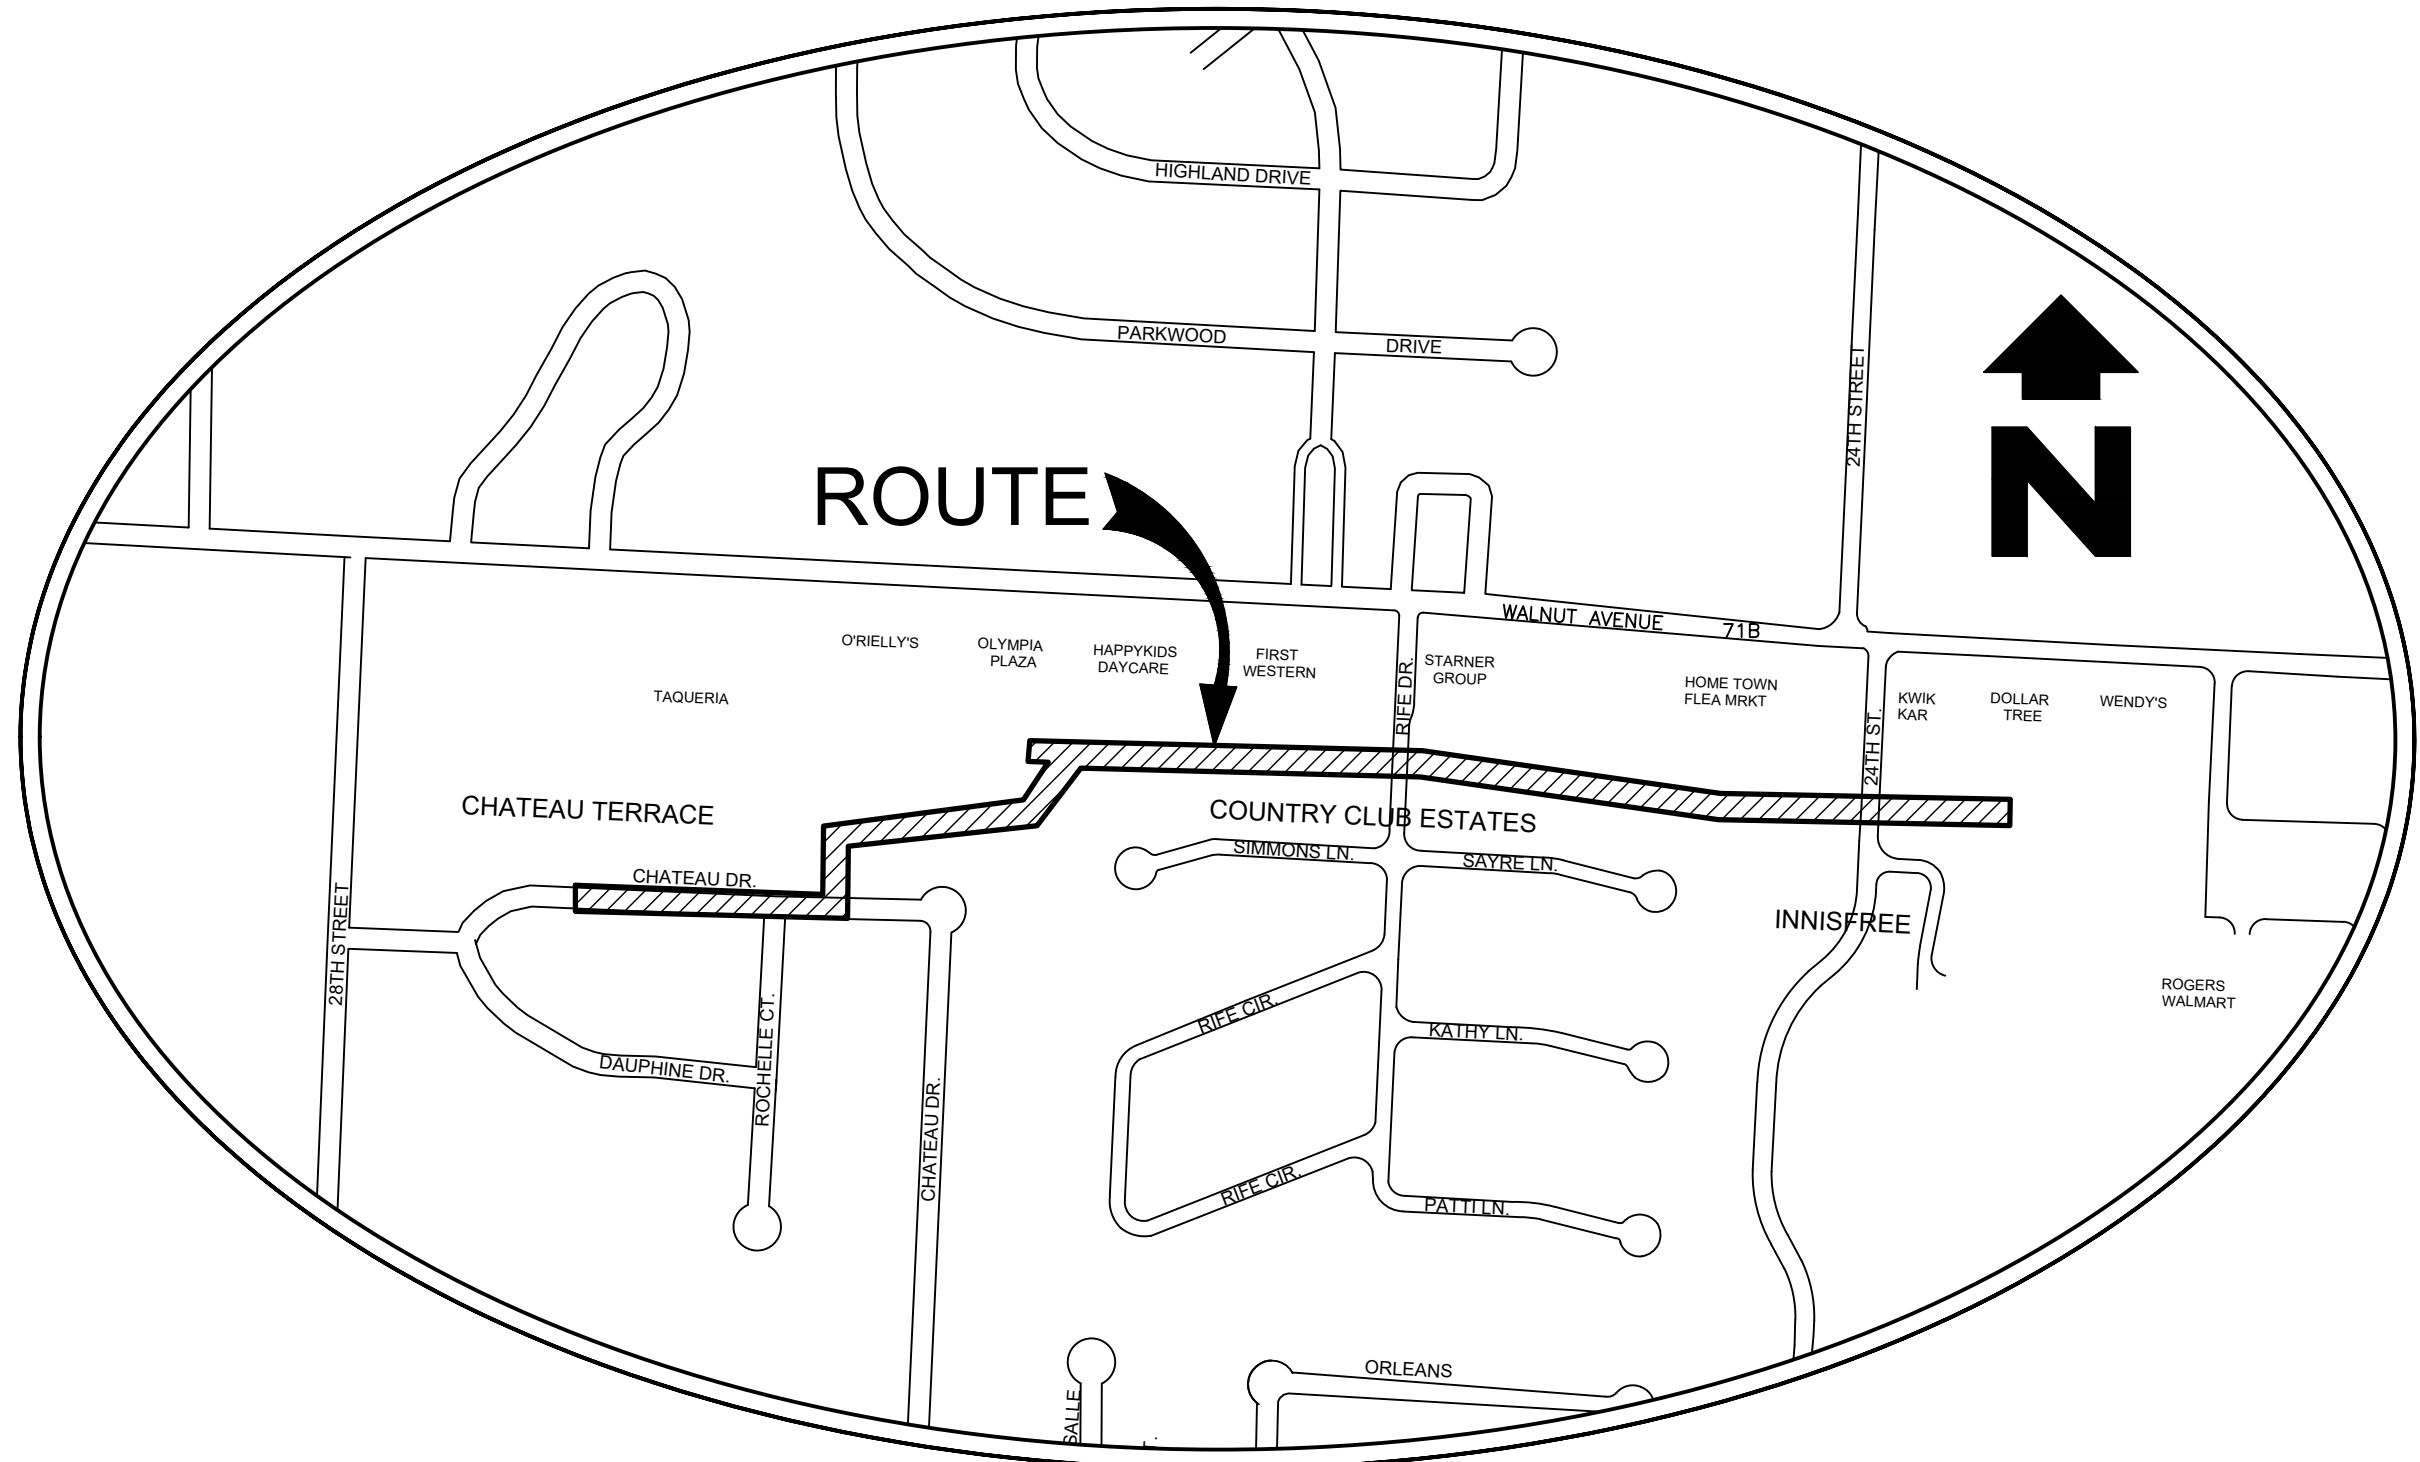 HIGHLAND DRIVE
PARKWOOD
DRIVE
24TH STREET
N
ROUTE
WALNUT AVENUE
71B
O'RIELLY'S
OLYMPIA
PLAZA
HAPPYKIDS
DAYCARE
FIRST
WESTERN
RIFE DR.
STARNER
GROUP
HOME TOWN
FLEA MRKT
TAQUERIA
24TH ST.
KWIK
KAR
DOLLAR
TREE
WENDY'S
CHATEAU TERRACE
COUNTRY CLUB ESTATES
SIMMONS LN.
SAYRE LN.
CHATEAU DR.
INNISFREE
28TH STREET
ROGERS
WALMART
RIFE CIR.
KATHY LN.
ROCHELLE CT.
DAUPHINE DR.
CHATEAU DR.
RIFE CIR.
PATTI LN.
ORLEANS
SALLE